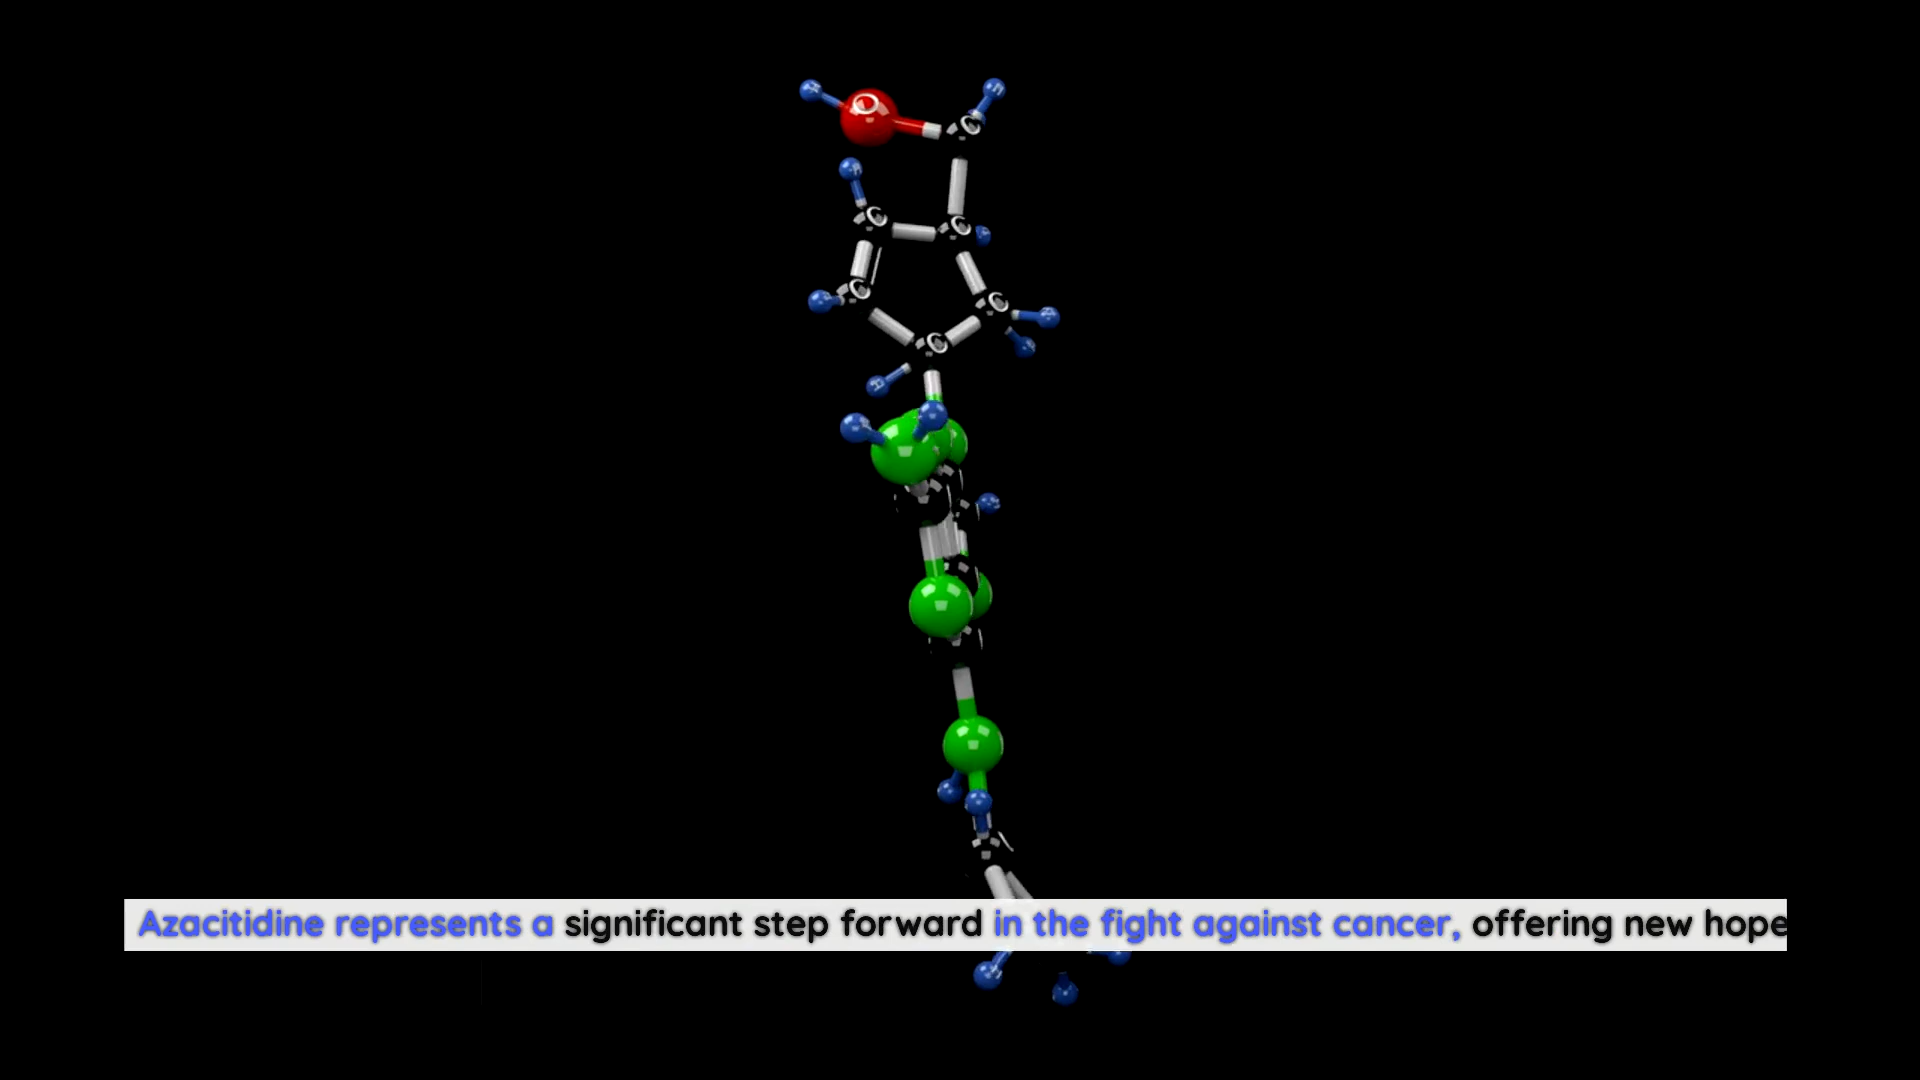 O
C
C
C
C
C
C
H
Azacitidine represents a significant step forward in the fight against cancer, offering new hope